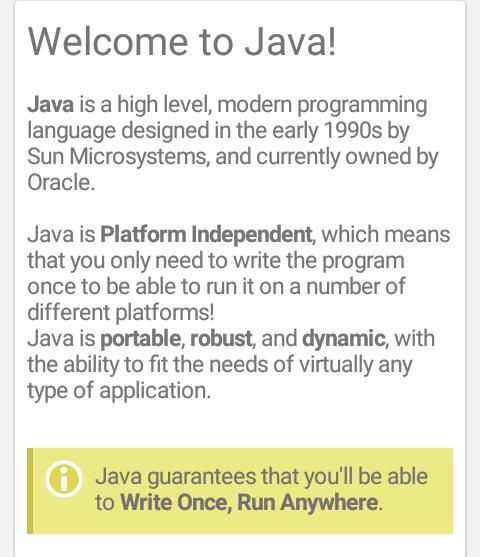 Welcome to Java!
Java is a high level, modern programming
language designed in the early 1990s by
Sun Microsystems, and currently owned by
Oracle.
Java is Platform Independent, which means
that you only need to write the program
once to be able to run it on a number of
different platforms!
Java is portable, robust, and dynamic, with
the ability to fit the needs of virtually any
type of application.
Java guarantees that you'll be able
to Write Once, Run Anywhere.